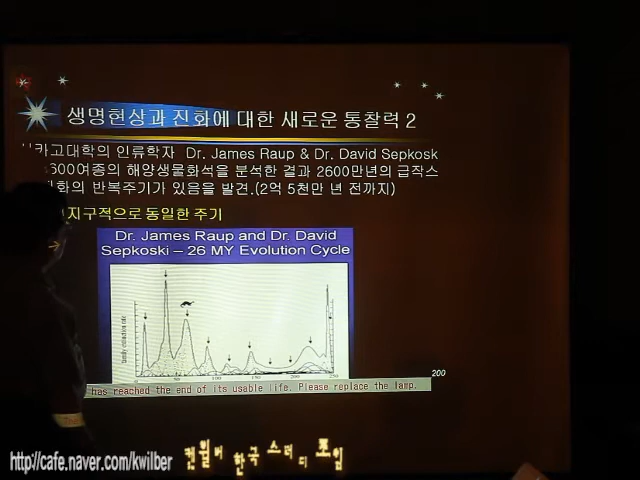 생명현상과 진화에 대한 새로운 통찰력 2
카고대학의 인류학자 Dr. James Raup & Dr. David Sepkosk
600여종의 해양생물화석을 분석한 결과 2600만년의 급작스
화의 반복주기가 있음을 발견.(2억 5천만 년 전까지)
지구적으로 동일한 주기
Dr. James Raup and Dr. David
Sepkoski – 26 MY Evolution Cycle
200
has reached the end of its usable life. Please replace the lamp.
켄윌버 한국 스터디 모임
http://cafe.naver.com/kwilber